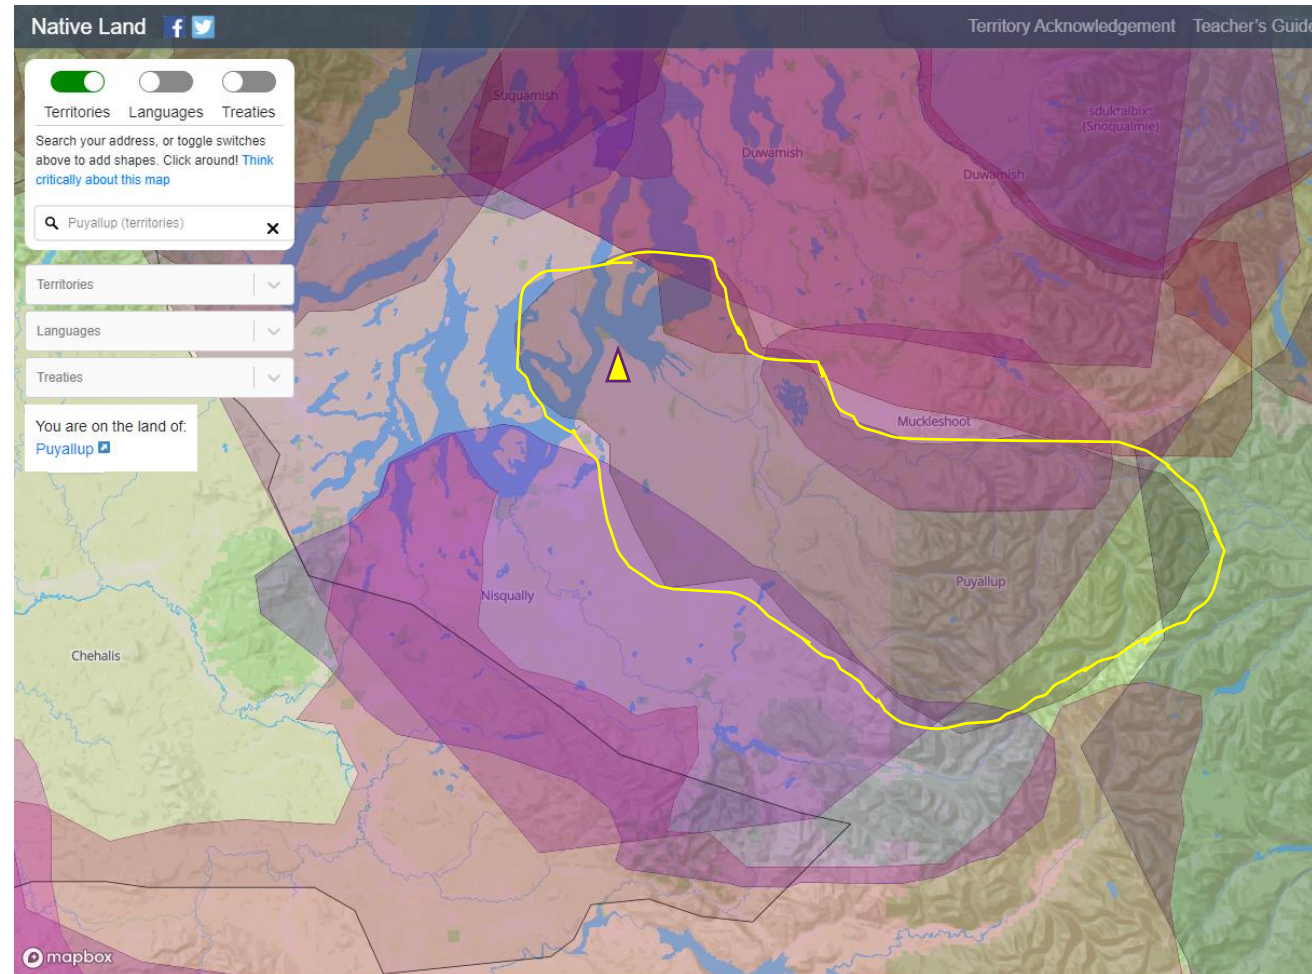 Native Land
Territory Acknowledgement Teacher's Guide
Territories Languages Treaties
Search your address, or toggle switches
above to add shapes. Click around! Think
critically about this map
Puyallup (territories)
Territories
Languages
Treaties
You are on the land of:
Puyallup
Suquamish
Duwamish
(Snoqualmie)
Duwamish
Muckleshoot
Puyallup
Nisqually
Chehalis
mapbox